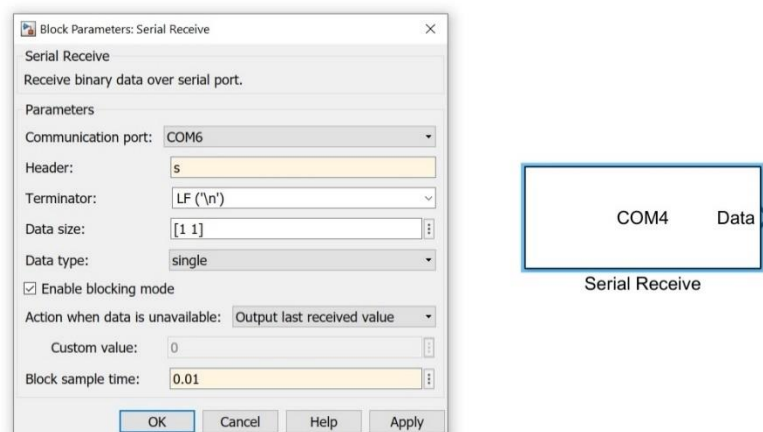 Block Parameters: Serial Receive
Serial Receive
Receive binary data over serial port.
Parameters
Communication port: COM6
Header: s
Terminator: LF ('\n')
Data size: [1 1]
Data type: single
Enable blocking mode
Action when data is unavailable: Output last received value
Custom value: 0
Block sample time: 0.01
OK Cancel Help Apply
COM4 Data
Serial Receive